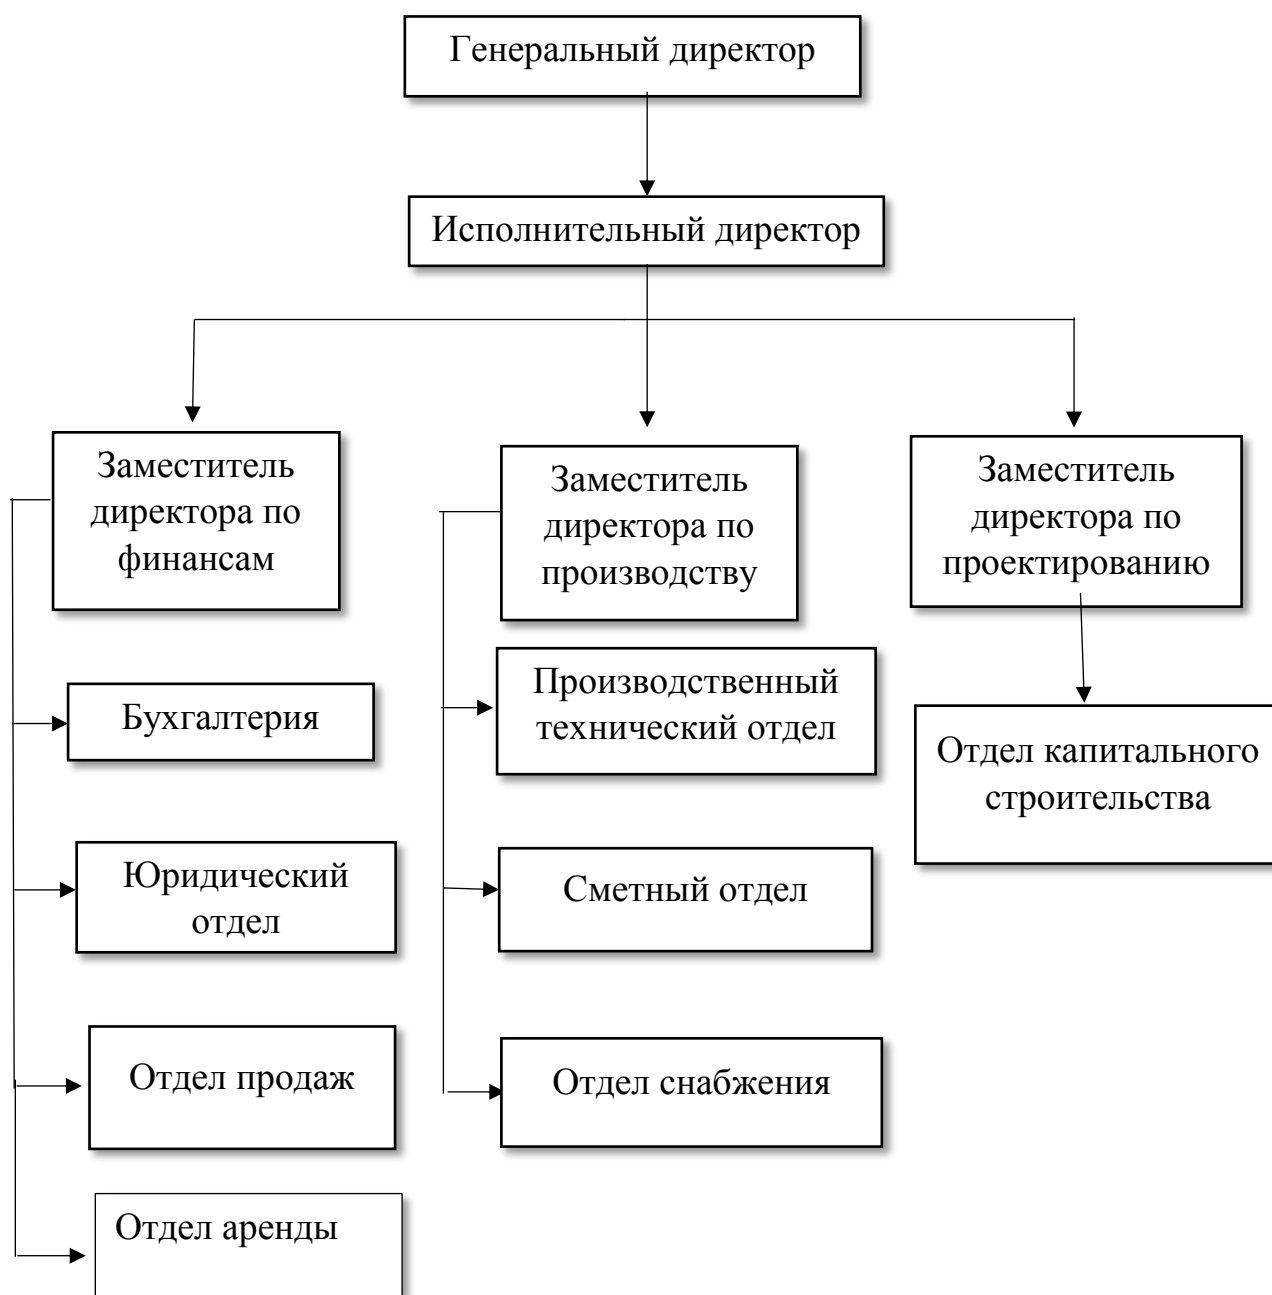 Генеральный директор
Исполнительный директор
Заместитель
директора по
финансам
Заместитель
директора по
производству
Заместитель
директора по
проектированию
Бухгалтерия
Производственный
технический отдел
Отдел капитального
строительства
Юридический
отдел
Сметный отдел
Отдел продаж
Отдел снабжения
Отдел аренды